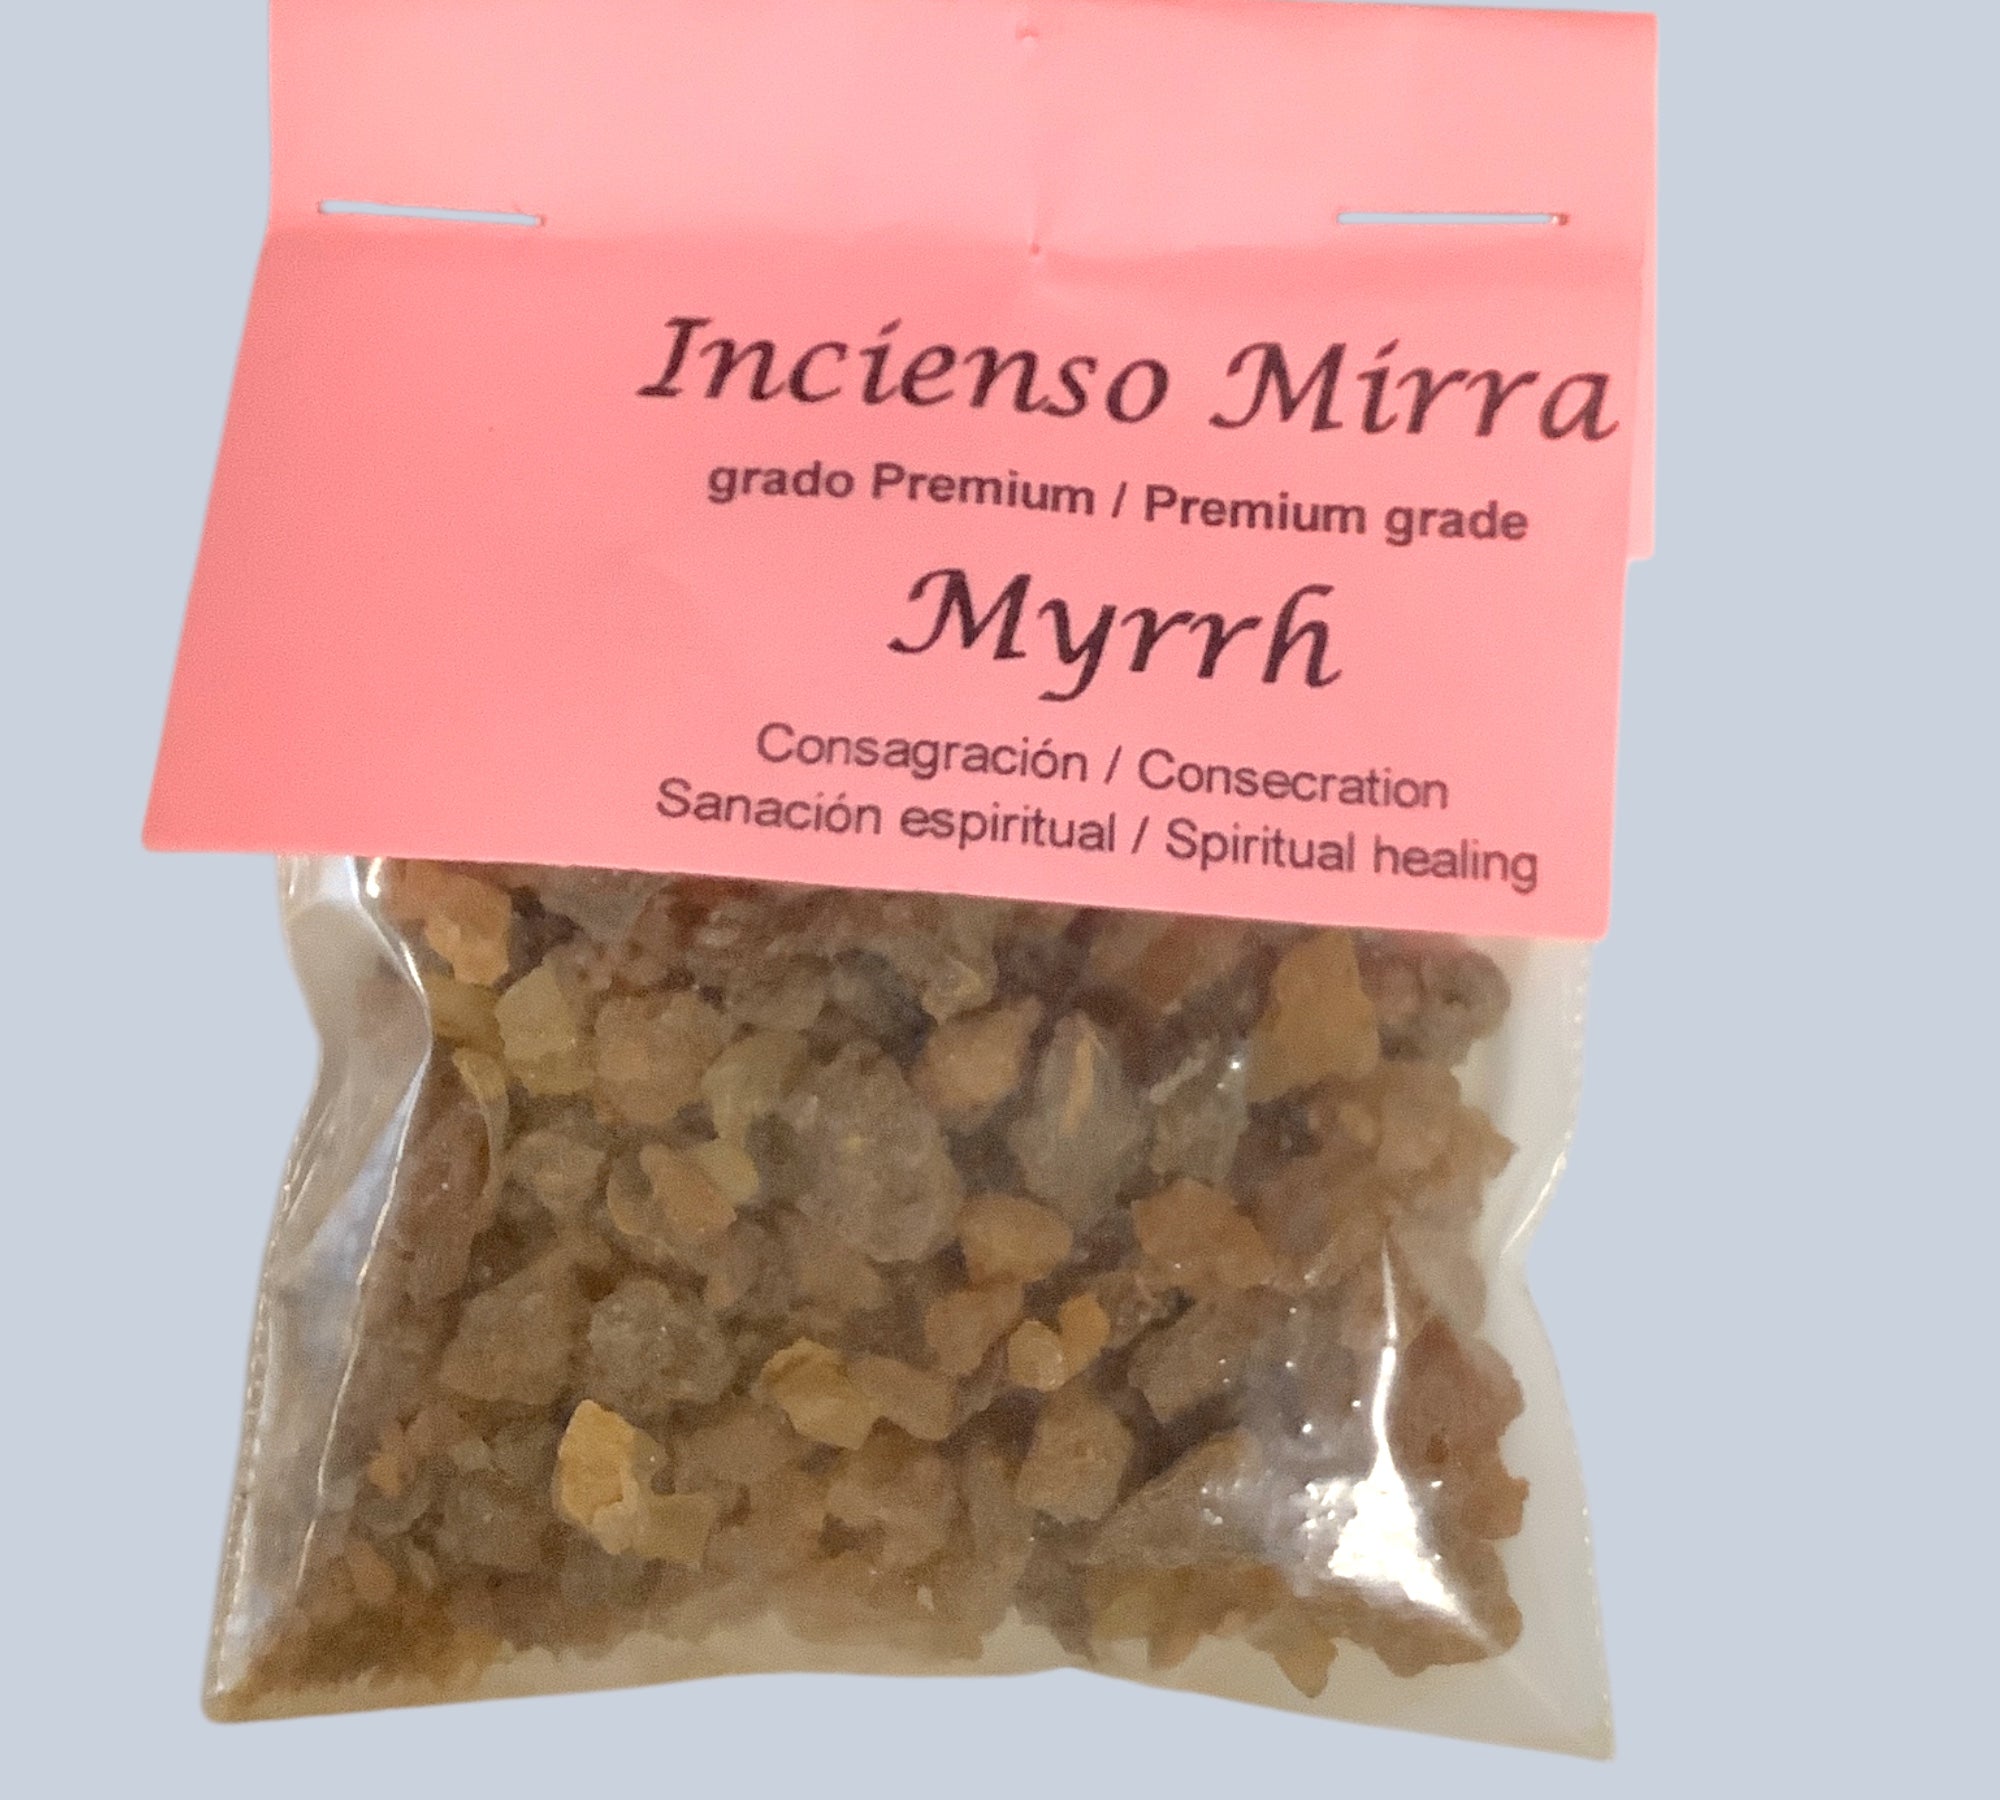 Incienso Mirra
grado Premium / Premium grade
Myrrh
Consagración / Consecration
Sanación espiritual / Spiritual healing